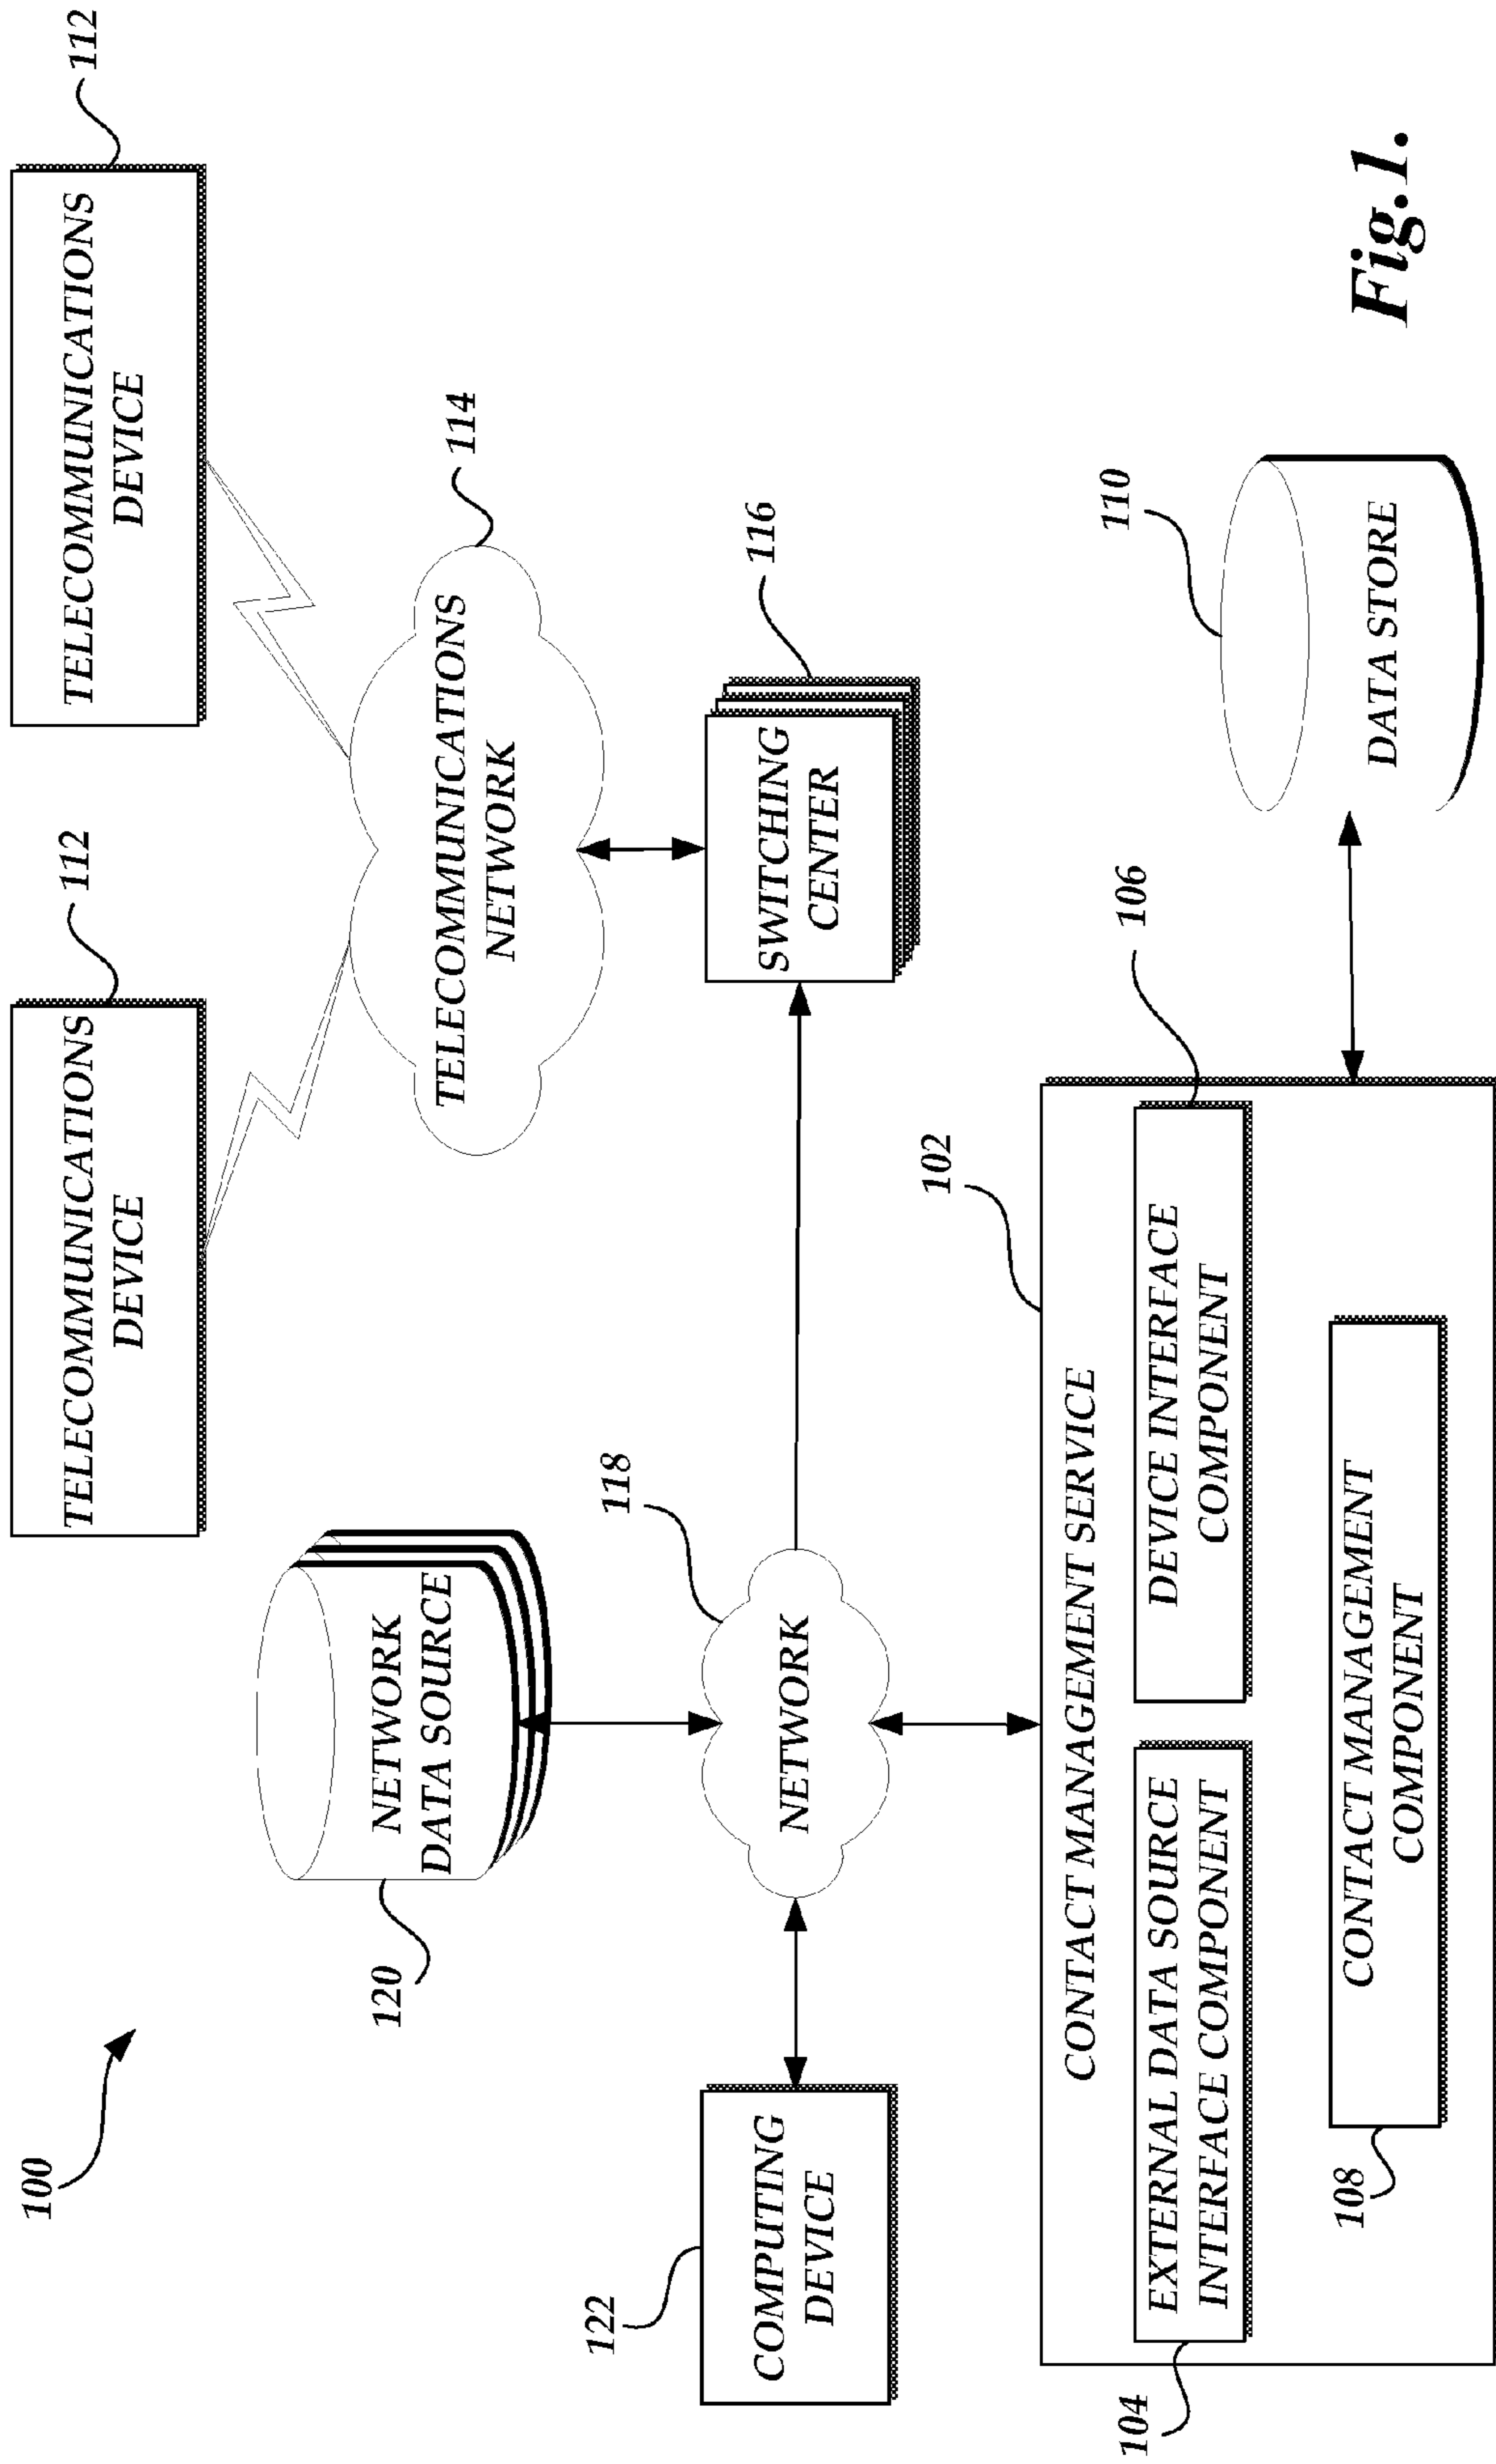 100
112
TELECOMMUNICATIONS
DEVICE
112
TELECOMMUNICATIONS
DEVICE
120
NETWORK
DATA SOURCE
114
TELECOMMUNICATIONS
NETWORK
122
COMPUTING
DEVICE
118
NETWORK
116
SWITCHING
CENTER
102
CONTACT MANAGEMENT SERVICE
104
EXTERNAL DATA SOURCE
INTERFACE COMPONENT
106
DEVICE INTERFACE
COMPONENT
108
CONTACT MANAGEMENT
COMPONENT
110
DATA STORE
Fig.1.